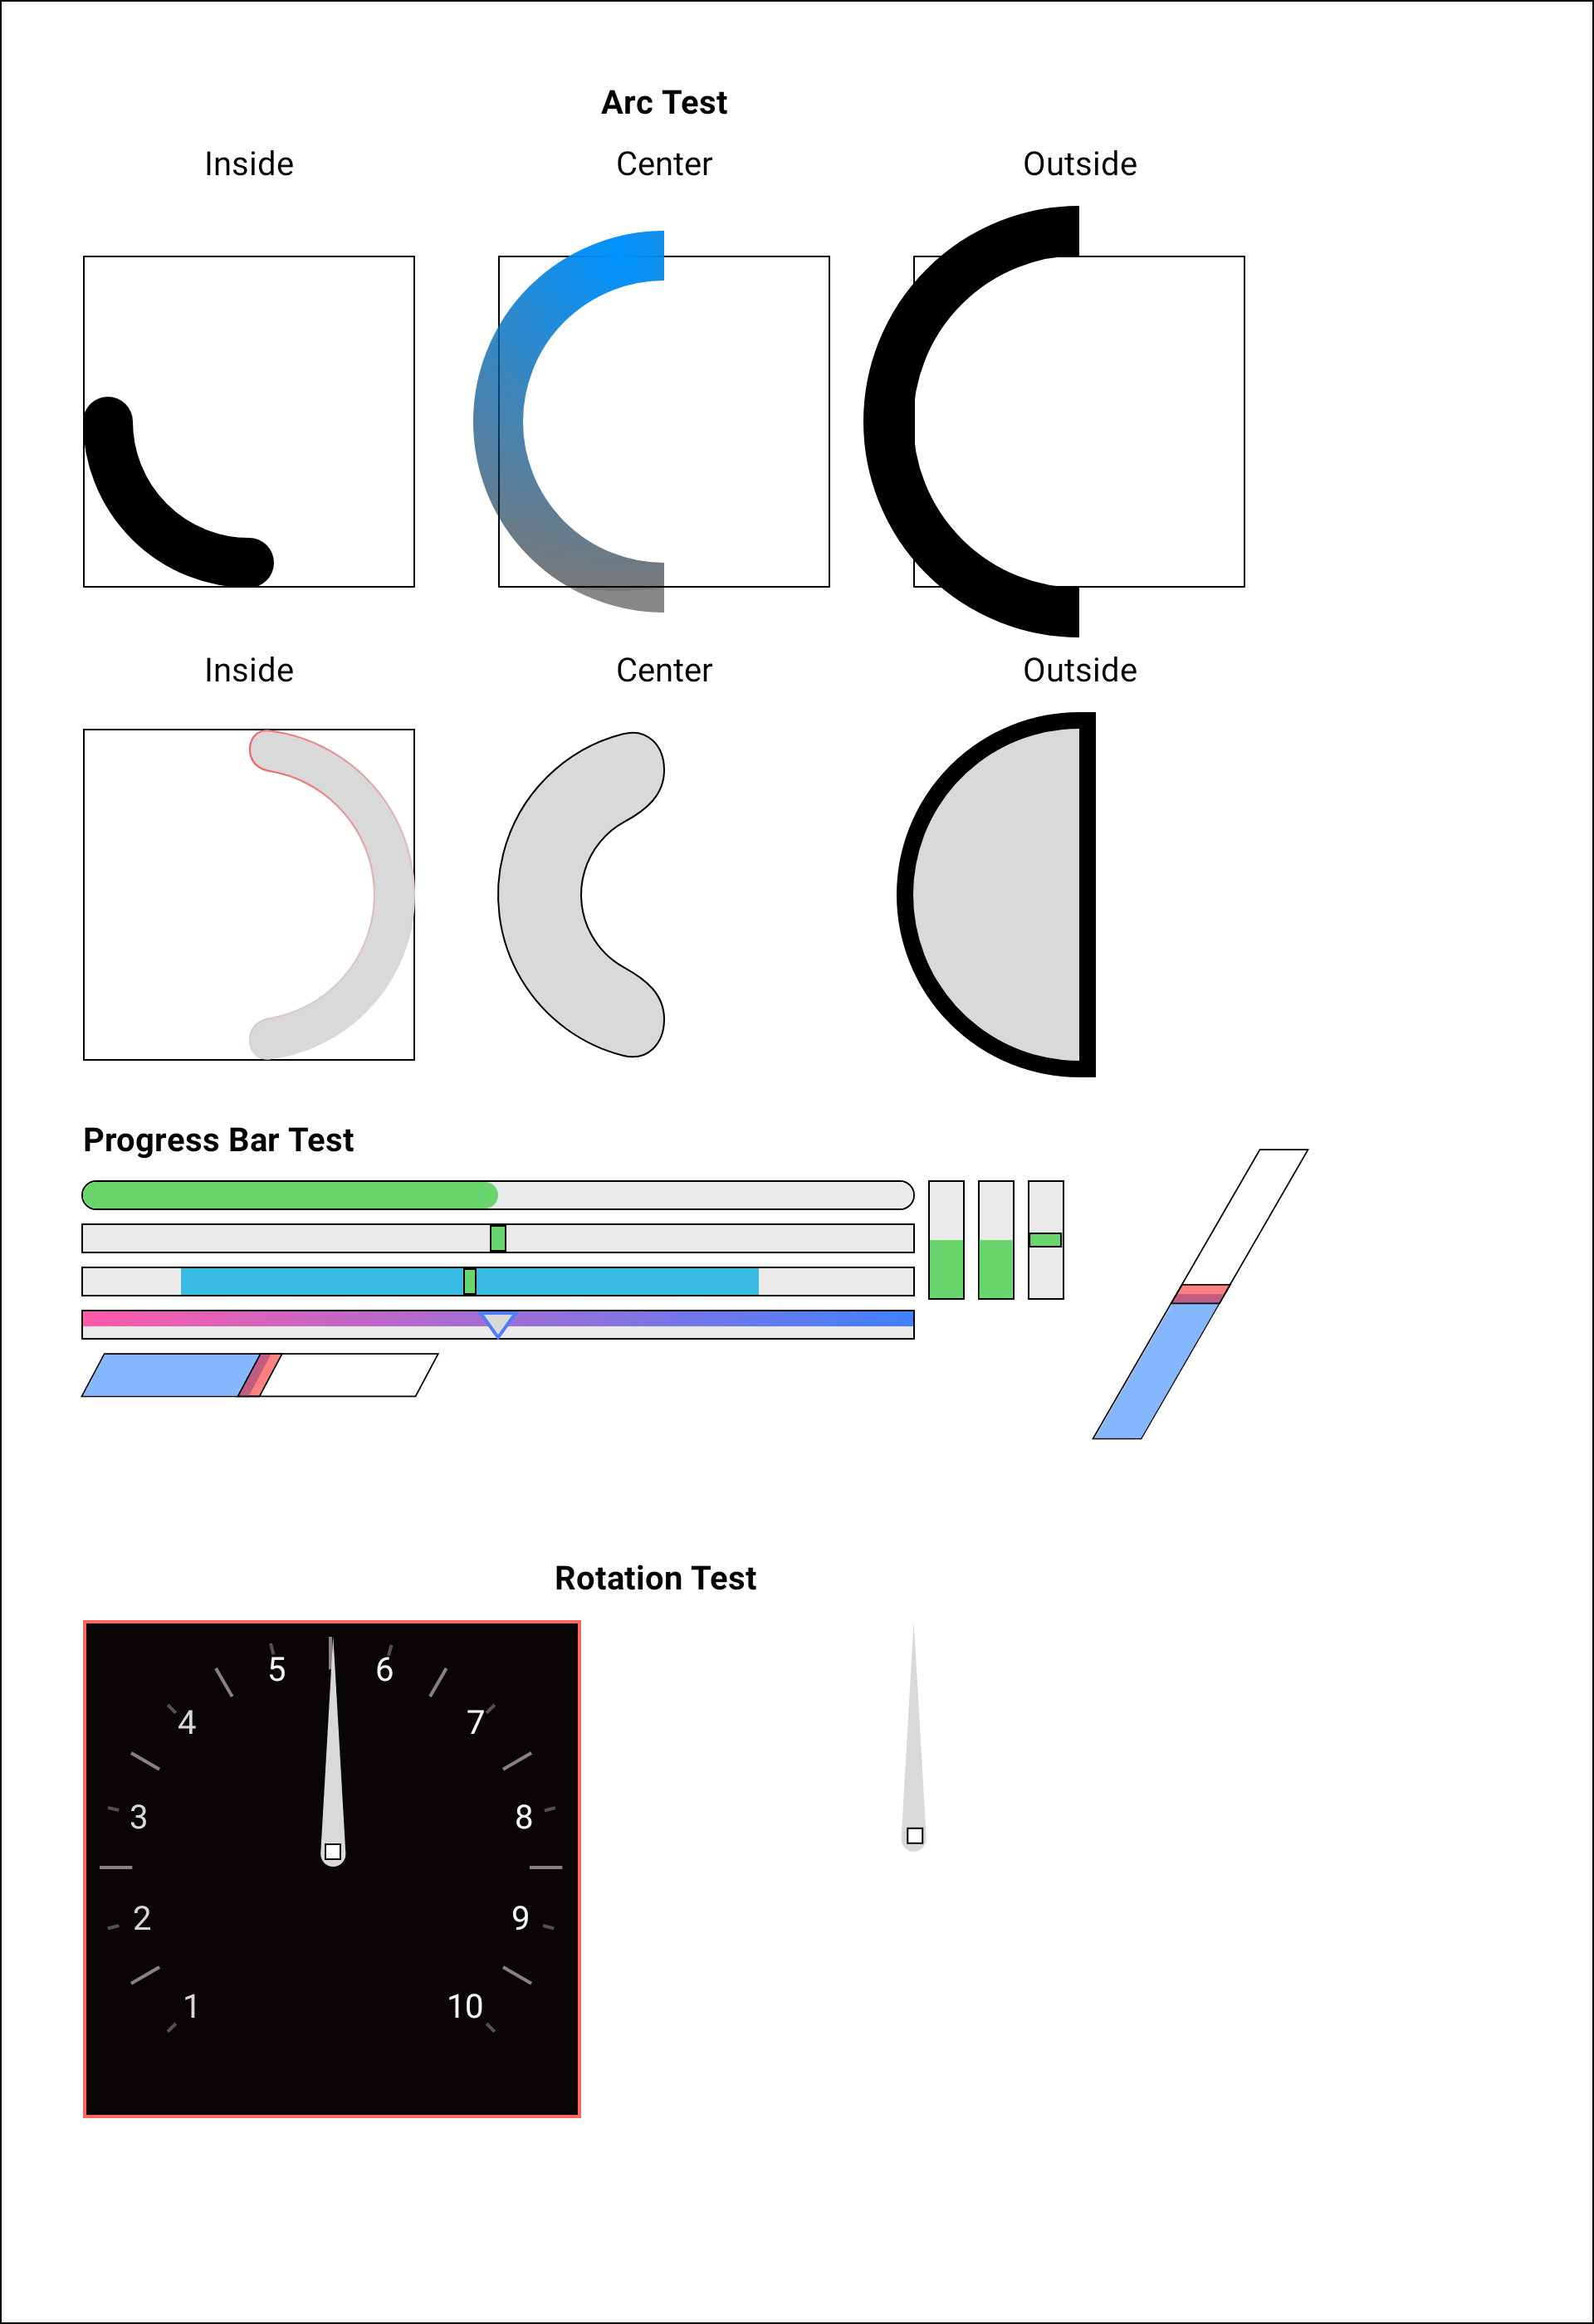 Arc Test
Inside Center Outside
Inside Center Outside
Progress Bar Test
Rotation Test
5 6
4 7
3 8
2 9
1 10